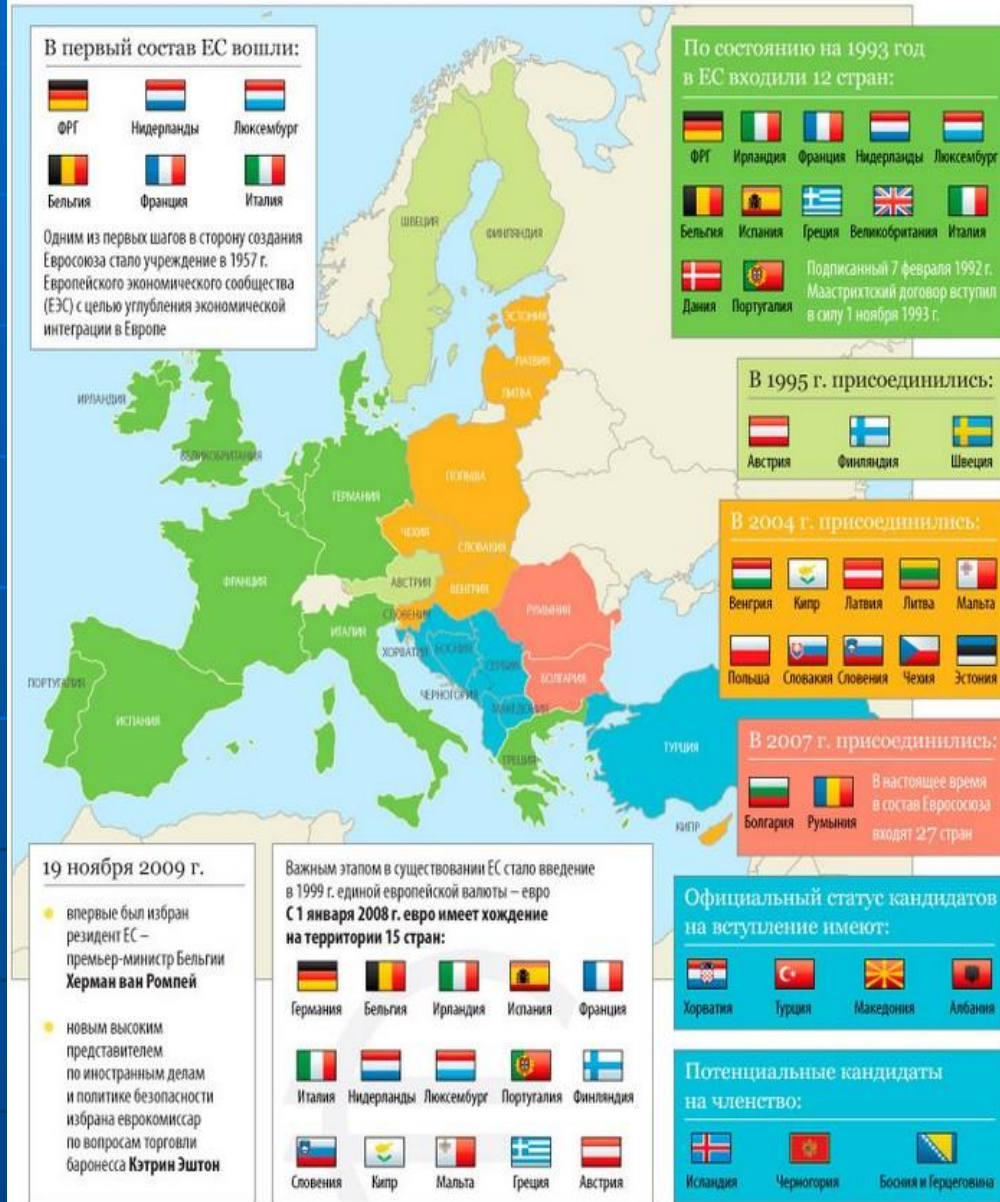 В первый состав ЕС вошли:
ФРГ Нидерланды Люксембург
Бельгия Франция Италия
Одним из первых шагов в сторону создания
Евросоюза стало учреждение в 1957 г.
Европейского экономического сообщества
(ЕЭС) с целью углубления экономической
интеграции в Европе
По состоянию на 1993 год
в ЕС входили 12 стран:
ФРГ Ирландия Франция Нидерланды Люксембург
Бельгия Испания Греция Великобритания Италия
Дания Португалия
Подписанный 7 февраля 1992 г.
Маастрихтский договор вступил
в силу 1 ноября 1993 г.
В 1995 г. присоединились:
Австрия Финляндия Швеция
В 2004 г. присоединились:
Венгрия Кипр Латвия Литва Мальта
Польша Словакия Словения Чехия Эстония
В 2007 г. присоединились:
Болгария Румыния
В настоящее время
в состав Евросоюза
входят 27 стран
Официальный статус кандидатов
на вступление имеют:
Хорватия Турция Македония Албания
Потенциальные кандидаты
на членство:
Исландия Черногория Босния и Герцеговина
ШВЕЦИЯ
ФИНЛЯНДИЯ
ЭСТОНИЯ
ЛАТВИЯ
ЛИТВА
ИРЛАНДИЯ
ВЕЛИКОБРИТАНИЯ
ПОЛЬША
ГЕРМАНИЯ
ЧЕХИЯ
СЛОВАКИЯ
ФРАНЦИЯ
АВСТРИЯ
ВЕНГРИЯ
СЛОВЕНИЯ
РУМЫНИЯ
ИТАЛИЯ
ХОРВАТИЯ
БОСНИЯ
СЕРБИЯ
ПОРТУГАЛИЯ
ЧЕРНОГОРИЯ
БОЛГАРИЯ
МАКЕДОНИЯ
ИСПАНИЯ
ТУРЦИЯ
ГРЕЦИЯ
КИПР
19 ноября 2009 г.
впервые был избран
резидент ЕС –
премьер-министр Бельгии
Херман ван Ромпей
новым высоким
представителем
по иностранным делам
и политике безопасности
избрана еврокомиссар
по вопросам торговли
баронесса Кэтрин Эштон
Важным этапом в существовании ЕС стало введение
в 1999 г. единой европейской валюты – евро
С 1 января 2008 г. евро имеет хождение
на территории 15 стран:
Германия Бельгия Ирландия Испания Франция
Италия Нидерланды Люксембург Португалия Финляндия
Словения Кипр Мальта Греция Австрия